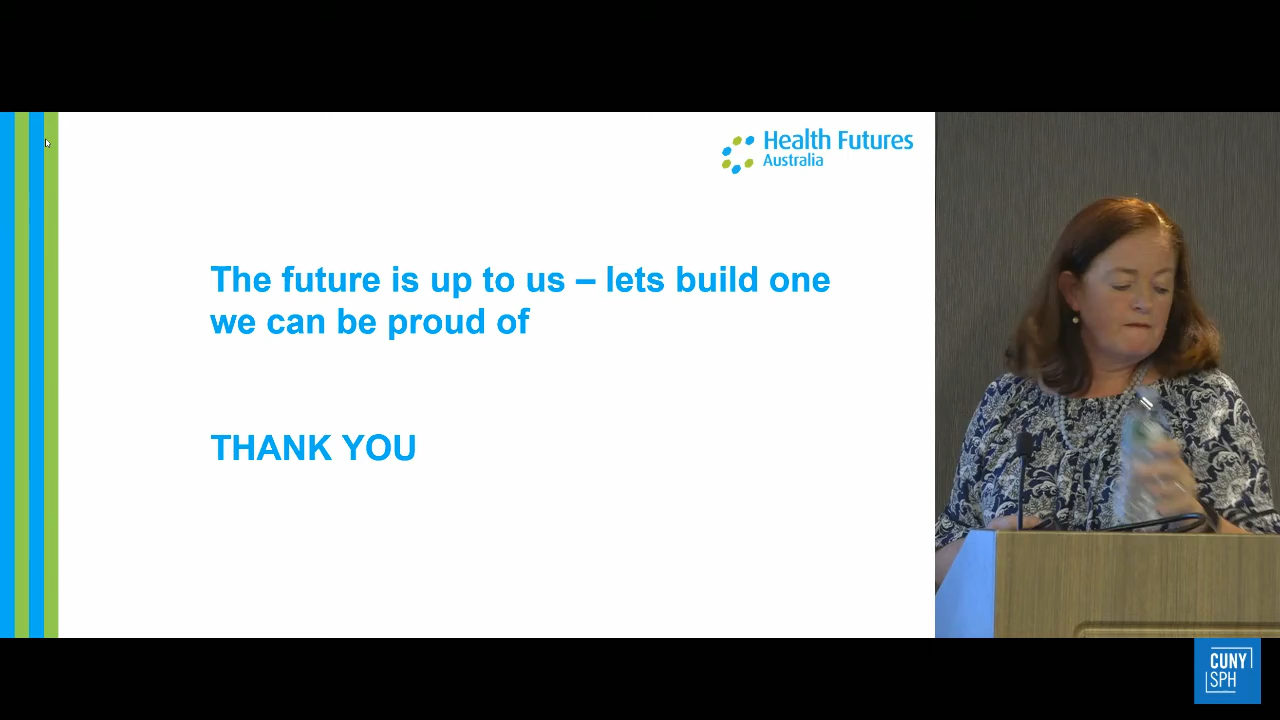 Health Futures
Australia
The future is up to us – lets build one
we can be proud of
THANK YOU
CUNY
SPH